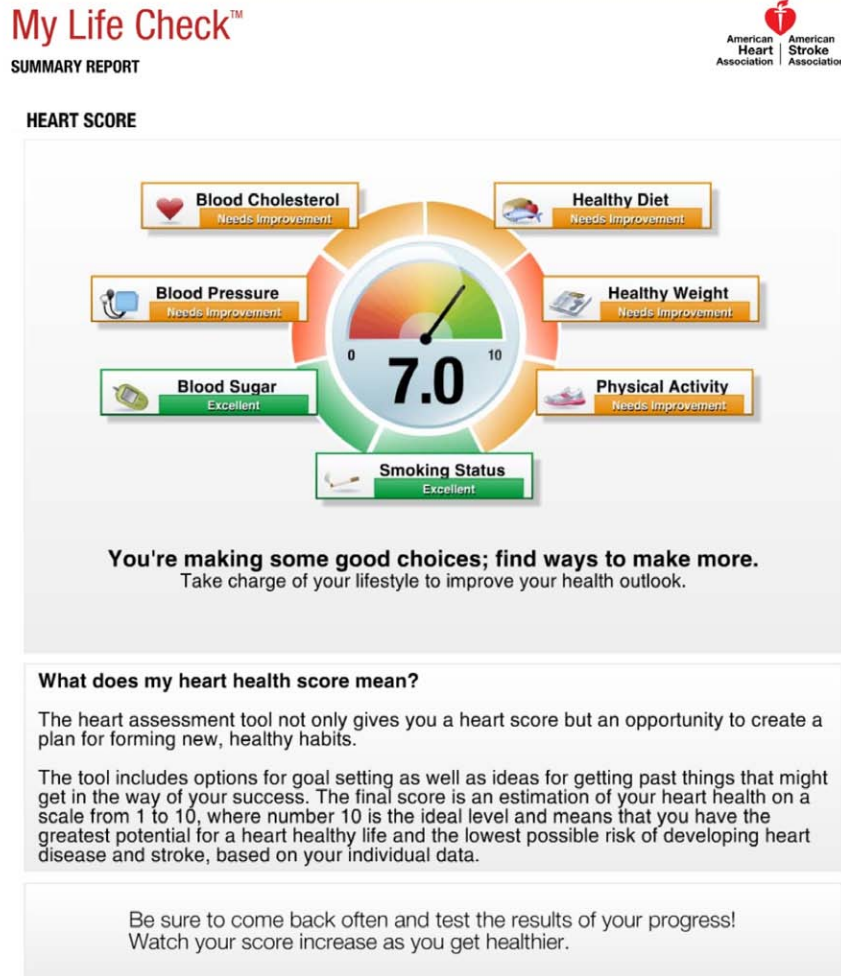 My Life Check™
American Heart Association
American Stroke Association
SUMMARY REPORT
HEART SCORE
Blood Cholesterol
Needs Improvement
Healthy Diet
Needs Improvement
Blood Pressure
Needs Improvement
Healthy Weight
Needs Improvement
0
10
7.0
Blood Sugar
Excellent
Physical Activity
Needs Improvement
Smoking Status
Excellent
You're making some good choices; find ways to make more.
Take charge of your lifestyle to improve your health outlook.
What does my heart health score mean?
The heart assessment tool not only gives you a heart score but an opportunity to create a
plan for forming new, healthy habits.
The tool includes options for goal setting as well as ideas for getting past things that might
get in the way of your success. The final score is an estimation of your heart health on a
scale from 1 to 10, where number 10 is the ideal level and means that you have the
greatest potential for a heart healthy life and the lowest possible risk of developing heart
disease and stroke, based on your individual data.
Be sure to come back often and test the results of your progress!
Watch your score increase as you get healthier.